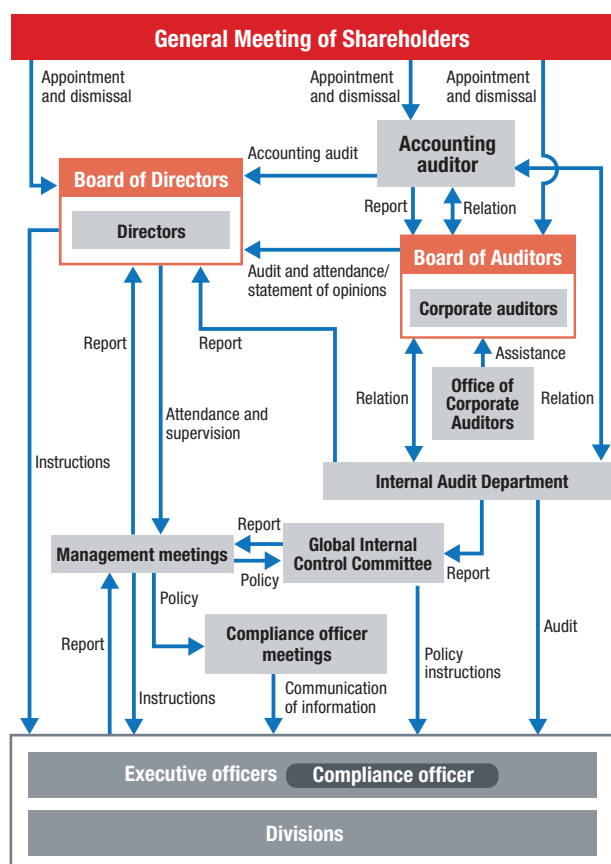 General Meeting of Shareholders
Appointment
and dismissal
Appointment
and dismissal
Appointment
and dismissal
Accounting
auditor
Accounting audit
Board of Directors
Directors
Report
Relation
Board of Auditors
Corporate auditors
Audit and attendance/
statement of opinions
Report
Report
Assistance
Office of
Corporate
Auditors
Relation
Relation
Attendance and
supervision
Instructions
Internal Audit Department
Report
Management meetings
Global Internal
Control Committee
Policy
Report
Policy
Compliance officer
meetings
Report
Audit
Policy
instructions
Instructions
Communication
of information
Executive officers
Compliance officer
Divisions